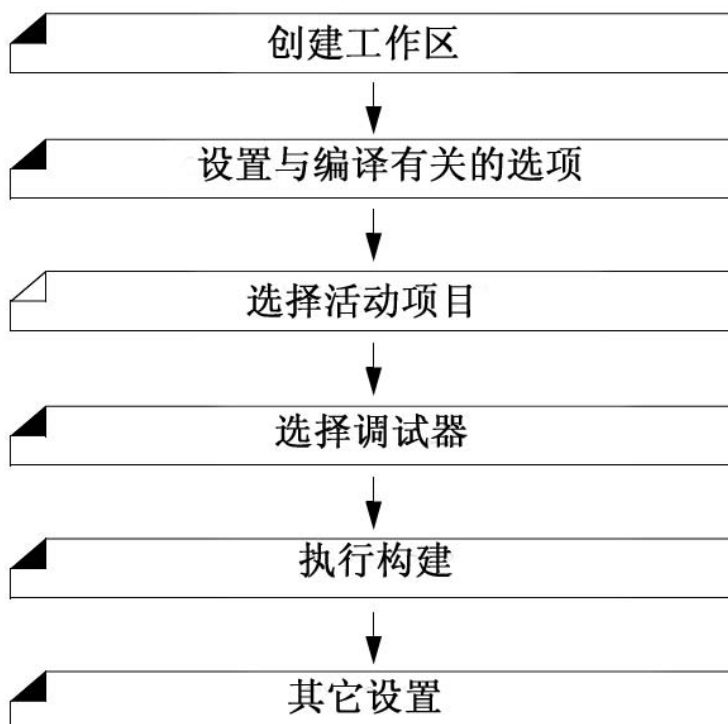 创建工作区
设置与编译有关的选项
选择活动项目
选择调试器
执行构建
其它设置